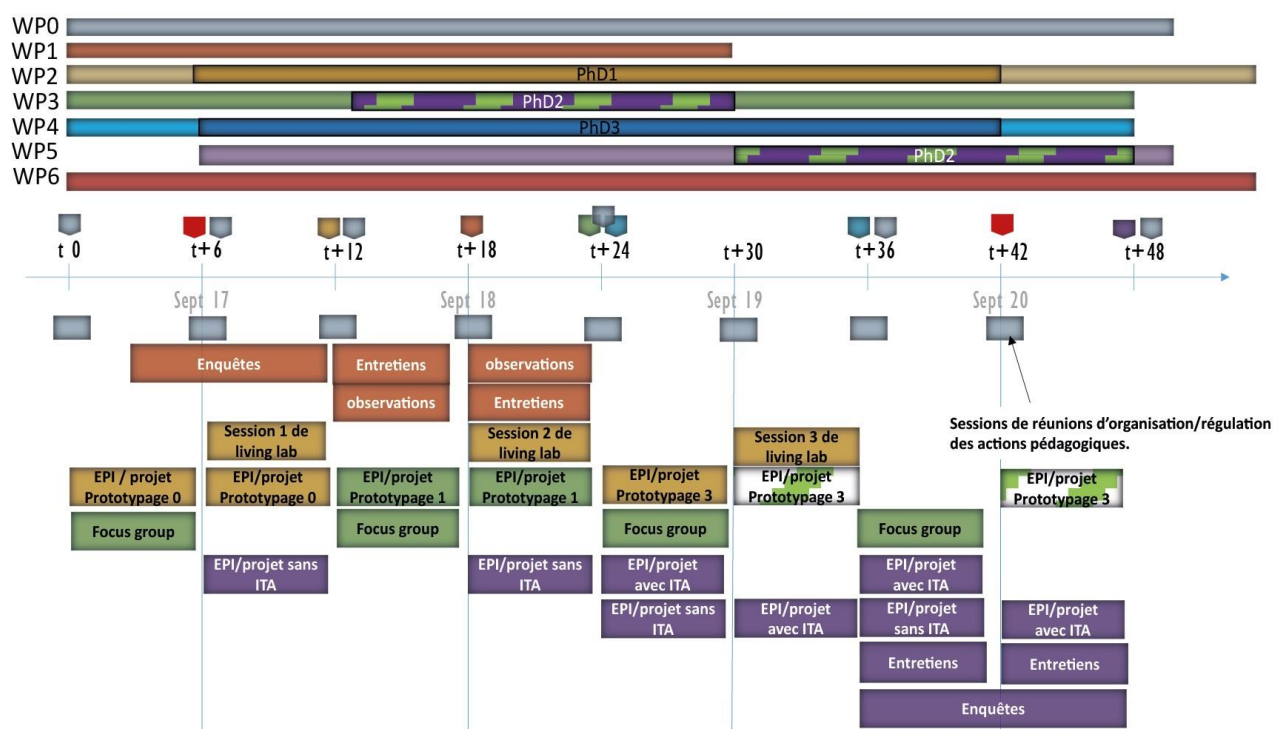 WP0
WP1
WP2
PhD1
WP3
PhD2
WP4
PhD3
WP5
PhD2
WP6
t 0
t+6
t+12
t+18
t+24
t+30
t+36
t+42
t+48
Sept 17
Sept 18
Sept 19
Sept 20
Enquêtes
Entretiens
observations
observations
Entretiens
Sessions de réunions d’organisation/régulation
des actions pédagogiques.
Session 1 de
living lab
Session 2 de
living lab
Session 3 de
living lab
EPI / projet
Prototypage 0
EPI/projet
Prototypage 0
EPI/projet
Prototypage 1
EPI/projet
Prototypage 1
EPI/projet
Prototypage 3
EPI/projet
Prototypage 3
EPI/projet
Prototypage 3
Focus group
Focus group
Focus group
Focus group
EPI/projet sans
ITA
EPI/projet sans
ITA
EPI/projet
avec ITA
EPI/projet
avec ITA
EPI/projet sans
ITA
EPI/projet
avec ITA
EPI/projet
sans ITA
EPI/projet
avec ITA
Entretiens
Entretiens
Enquêtes